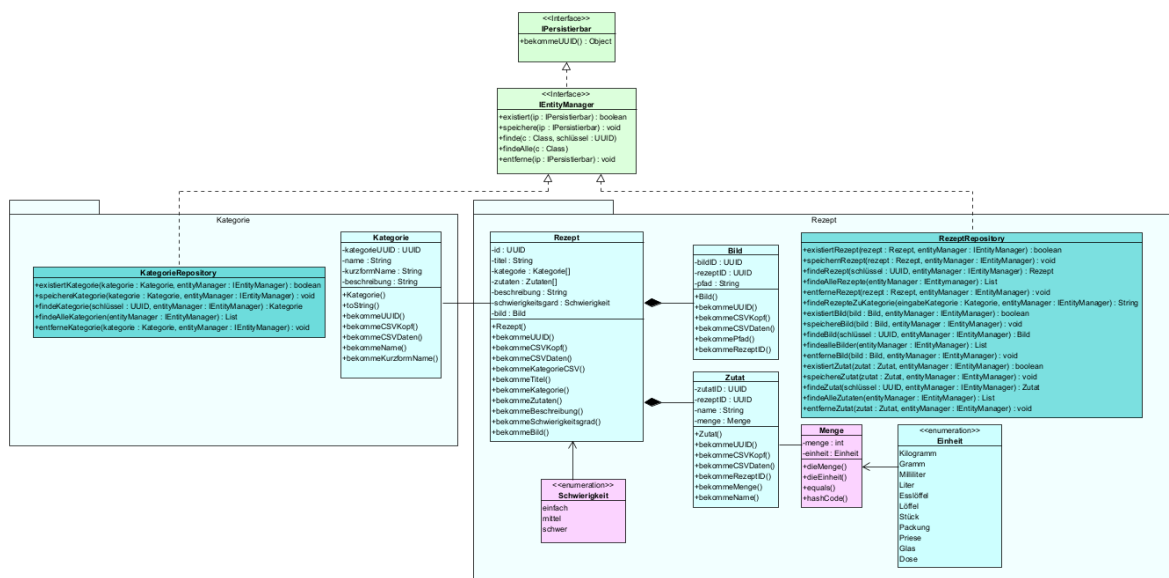 <<Interface>>
IPersistierbar
+bekommeUUID() : Object
<<Interface>>
IEntityManager
+existiert(ip : IPersistierbar) : boolean
+speichere(ip : IPersistierbar) : void
+finde(c : Class, schlüssel : UUID)
+findeAlle(c : Class)
+entferne(ip : IPersistierbar) : void
Kategorie
KategorieRepository
+existiertKategorie(kategorie : Kategorie, entityManager : IEntityManager) : boolean
+speichereKategorie(kategorie : Kategorie, entityManager : IEntityManager) : void
+findeKategorie(schlüssel : UUID, entityManager : IEntityManager) : Kategorie
+findeAlleKategorien(entityManager : IEntityManager) : List
+entferneKategorie(kategorie : Kategorie, entityManager : IEntityManager) : void
Kategorie
-kategorieUUID : UUID
-name : String
-kurzformName : String
-beschreibung : String
+Kategorie()
+toString()
+bekommeUUID()
+bekommeCSVKopf()
+bekommeCSVDaten()
+bekommeName()
+bekommeKurzformName()
Rezept
Rezept
-id : UUID
-titel : String
-kategorie : Kategorie[]
-zutaten : Zutaten[]
-beschreibung : String
-schwierigkeitsgard : Schwierigkeit
-bild : Bild
+Rezept()
+bekommeUUID()
+bekommeCSVKopf()
+bekommeCSVDaten()
+bekommeKategorieCSV()
+bekommeTitel()
+bekommeKategorie()
+bekommeZutaten()
+bekommeBeschreibung()
+bekommeSchwierigkeitsgrad()
+bekommeBild()
<<enumeration>>
Schwierigkeit
einfach
mittel
schwer
Bild
-bildID : UUID
-rezeptID : UUID
-pfad : String
+Bild()
+bekommeUUID()
+bekommeCSVKopf()
+bekommeCSVDaten()
+bekommePfad()
+bekommeRezeptID()
Zutat
-zutatID : UUID
-rezeptID : UUID
-name : String
-menge : Menge
+Zutat()
+bekommeUUID()
+bekommeCSVKopf()
+bekommeCSVDaten()
+bekommeRezeptID()
+bekommeMenge()
+bekommeName()
RezeptRepository
+existiertRezept(rezept : Rezept, entityManager : IEntityManager) : boolean
+speichernRezept(rezept : Rezept, entityManager : IEntityManager) : void
+findeRezept(schlüssel : UUID, entityManager : IEntityManager) : Rezept
+findeAlleRezepte(entityManager : IEntitymanager) : List
+entferneRezept(rezept : Rezept, entityManager : IEntityManager) : void
+findeRezepteZuKategorie(eingabeKategorie : Kategorie, entityManager : IEntityManager) : String
+existiertBild(bild : Bild, entityManager : IEntityManager) : boolean
+speichereBild(bild : Bild, entityManager : IEntityManager) : void
+findeBild(schlüssel : UUID, entityManager : IEntityManager) : Bild
+findealleBilder(entityManager : IEntityManager) : List
+entferneBild(bild : Bild, entityManager : IEntityManager) : void
+existiertZutat(zutat : Zutat, entityManager : IEntityManager) : boolean
+speichereZutat(zutat : Zutat, entityManager : IEntityManager) : void
+findeZutat(schlüssel : UUID, entityManager : IEntityManager) : Zutat
+findeAlleZutaten(entityManager : IEntityManager) : List
+entferneZutat(zutat : Zutat, entityManager : IEntityManager) : void
Menge
-menge : int
-einheit : Einheit
+dieMenge()
+dieEinheit()
+equals()
+hashCode()
<<enumeration>>
Einheit
Kilogramm
Gramm
Milliliter
Liter
Esslöffel
Löffel
Stück
Packung
Priese
Glas
Dose